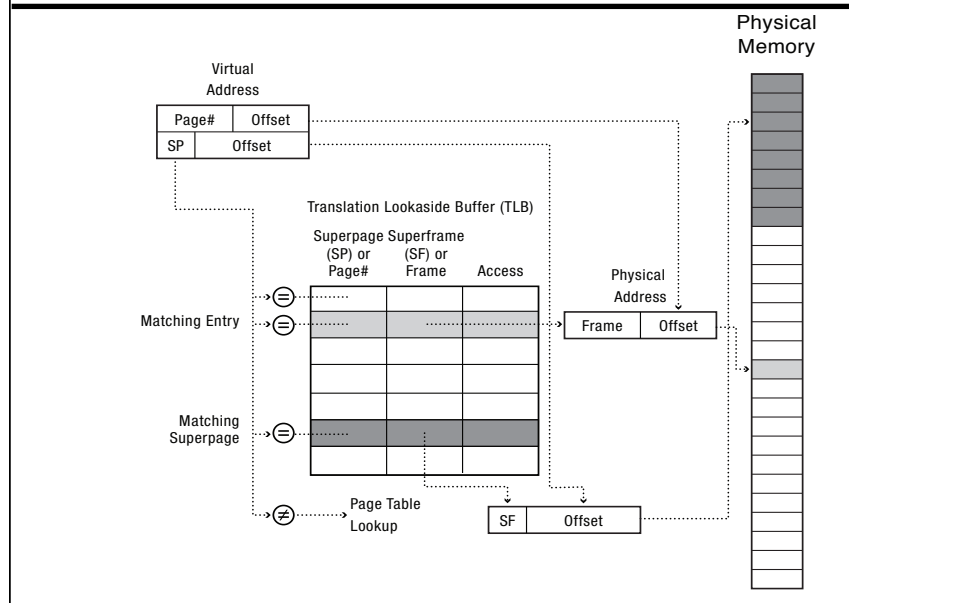 Physical
Memory
Virtual
Address
Page# Offset
SP Offset
Translation Lookaside Buffer (TLB)
Superpage Superframe
(SP) or (SF) or
Page# Frame Access
Physical
Address
=
Matching Entry = Frame Offset
Matching
Superpage =
≠ Page Table
Lookup
SF Offset